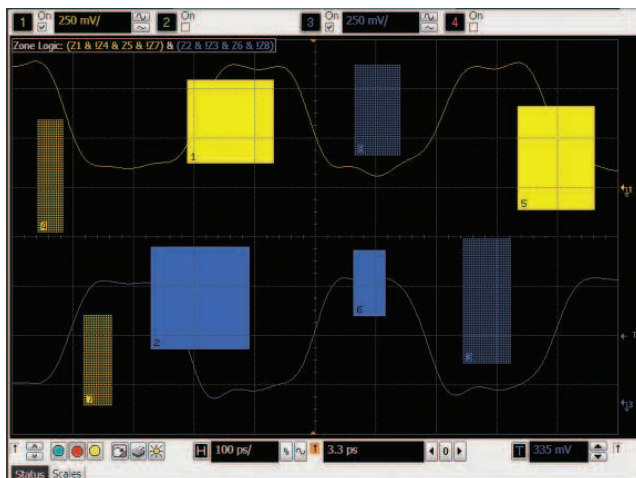 1 On 250 mV/ 2 On 3 On 250 mV/ 4 On
Zone Logic: (Z1 & !Z4 & Z5 & !Z7) & (Z2 & !Z3 & Z6 & !Z8)
1
4
5
6
2
7
T
H 100 ps/ 3.3 ps 0 T 335 mV
Status Scales